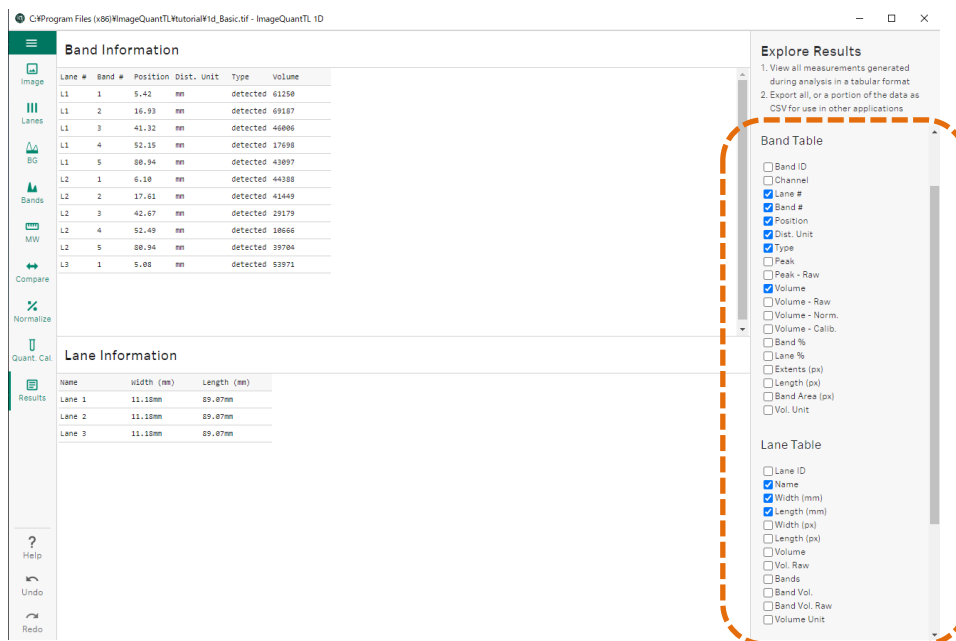 C:¥Program Files (x86)¥ImageQuantTL¥tutorial¥1d_Basic.tif - ImageQuantTL 1D
Image
Lanes
BG
Bands
MW
Compare
Normalize
Quant. Cal.
Results
? 
Help
Undo
Redo
Band Information
Lane # Band # Position Dist. Unit Type Volume
L1 1 5.42 mm detected 61250
L1 2 16.93 mm detected 69187
L1 3 41.32 mm detected 46006
L1 4 52.15 mm detected 17698
L1 5 80.94 mm detected 43097
L2 1 6.10 mm detected 44388
L2 2 17.61 mm detected 41449
L2 3 42.67 mm detected 29179
L2 4 52.49 mm detected 10666
L2 5 80.94 mm detected 39704
L3 1 5.08 mm detected 53971
Lane Information
Name Width (mm) Length (mm)
Lane 1 11.18mm 89.07mm
Lane 2 11.18mm 89.07mm
Lane 3 11.18mm 89.07mm
Explore Results
1. View all measurements generated
during analysis in a tabular format
2. Export all, or a portion of the data as
CSV for use in other applications
Band Table
Band ID
Channel
Lane #
Band #
Position
Dist. Unit
Type
Peak
Peak - Raw
Volume
Volume - Raw
Volume - Norm.
Volume - Calib.
Band %
Lane %
Extents (px)
Length (px)
Band Area (px)
Vol. Unit
Lane Table
Lane ID
Name
Width (mm)
Length (mm)
Width (px)
Length (px)
Volume
Vol. Raw
Bands
Band Vol.
Band Vol. Raw
Volume Unit